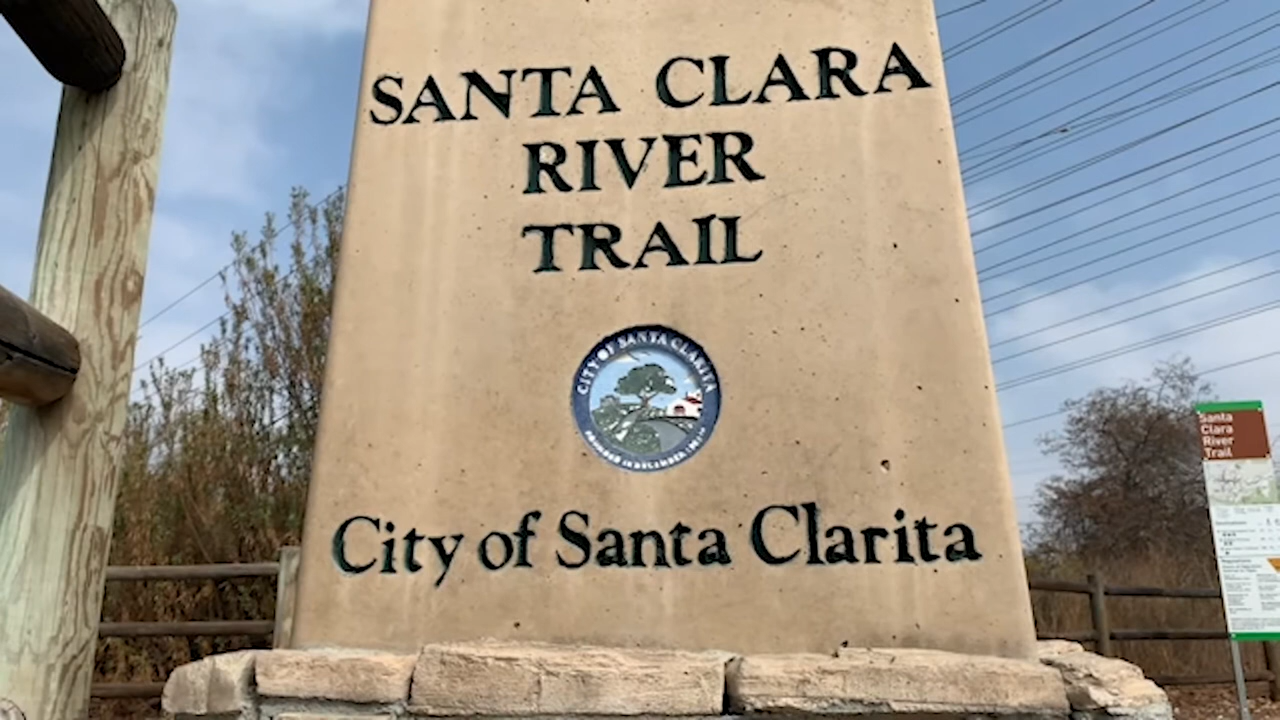 SANTA CLARA
RIVER
TRAIL
CITY OF SANTA CLARITA
City of Santa Clarita
Santa
Clara
River
Trail